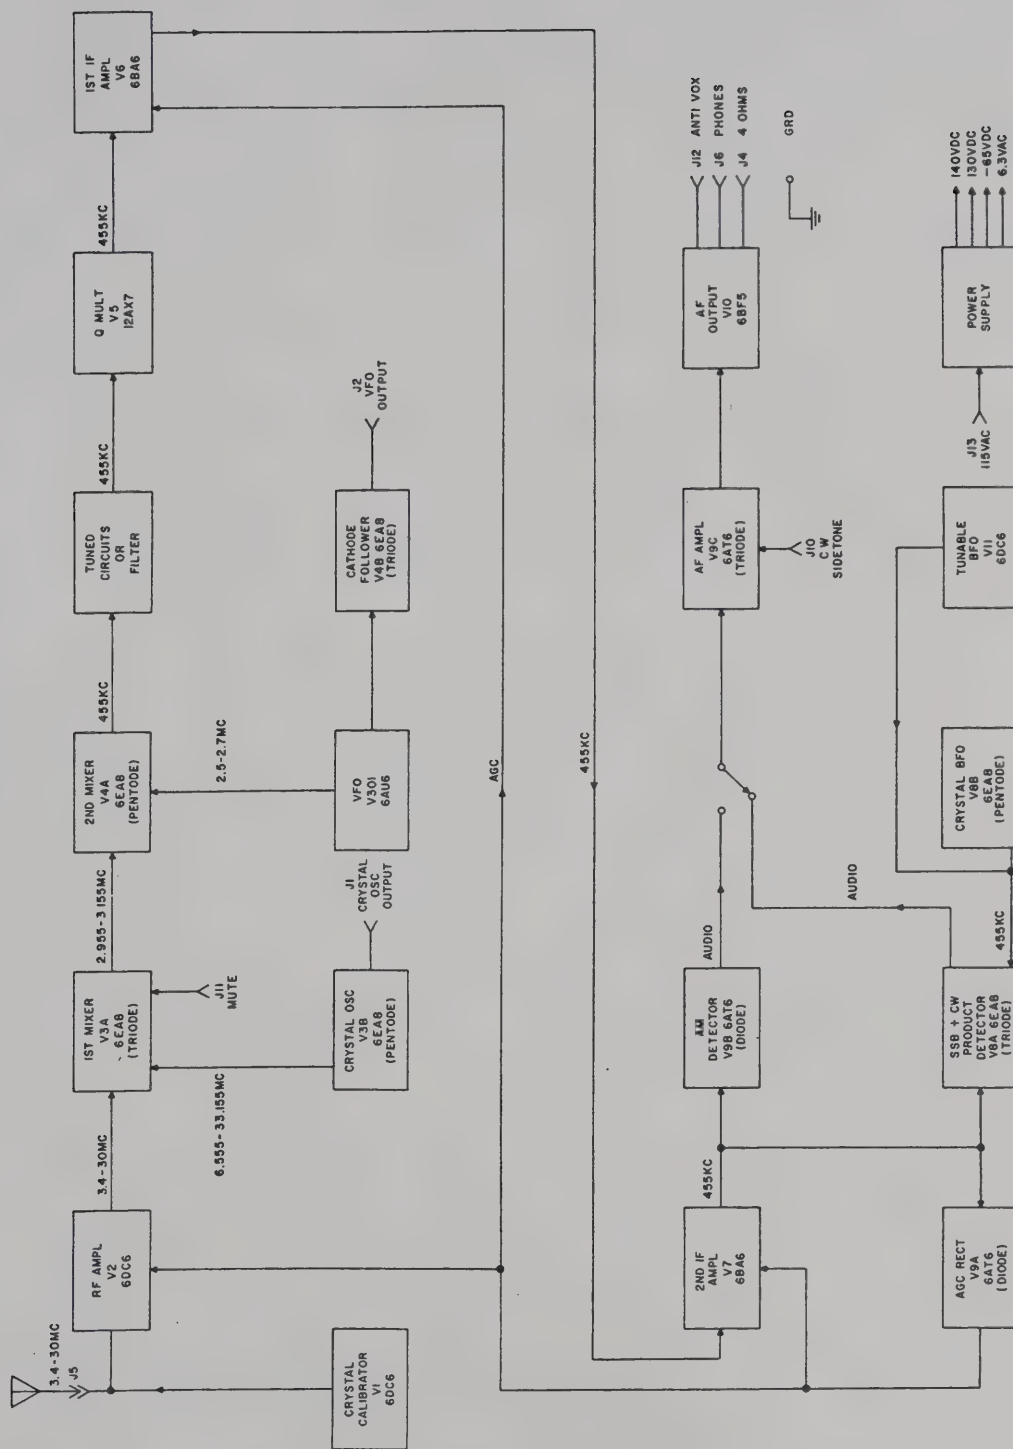 3.4-30MC
J5
CRYSTAL
CALIBRATOR
V1
6DC6
RF AMPL
V2
6DC6
3.4-30MC
1ST MIXER
V3A
6EA8
(TRIODE)
J11
MUTE
6.555-33.155MC
CRYSTAL OSC
V3B
6EA8
(PENTODE)
J1
CRYSTAL
OSC
OUTPUT
2.955-3.155MC
2ND MIXER
V4A
6EA8
(PENTODE)
2.5-2.7MC
VFO
V301
6AU6
CATHODE
FOLLOWER
V4B 6EA8
(TRIODE)
J2
VFO
OUTPUT
455KC
TUNED
CIRCUITS
OR
FILTER
455KC
Q MULT
V5
12AX7
455KC
1ST IF
AMPL
V6
6BA6
AGC
455KC
2ND IF
AMPL
V7
6BA6
455KC
AM
DETECTOR
V9B 6AT6
(DIODE)
AUDIO
AF AMPL
V9C
6AT6
(TRIODE)
J10
CW
SIDETONE
AF
OUTPUT
V10
6BF5
J12 ANTI VOX
J6 PHONES
J4 4 OHMS
GRD
AGC RECT
V9A
6AT6
(DIODE)
SSB + CW
PRODUCT
DETECTOR
V8A 6EA8
(TRIODE)
AUDIO
455KC
CRYSTAL BFO
V8B
6EA8
(PENTODE)
TUNABLE
BFO
V11
6DC6
J13
115VAC
POWER
SUPPLY
140VDC
130VDC
-65VDC
6.3VAC